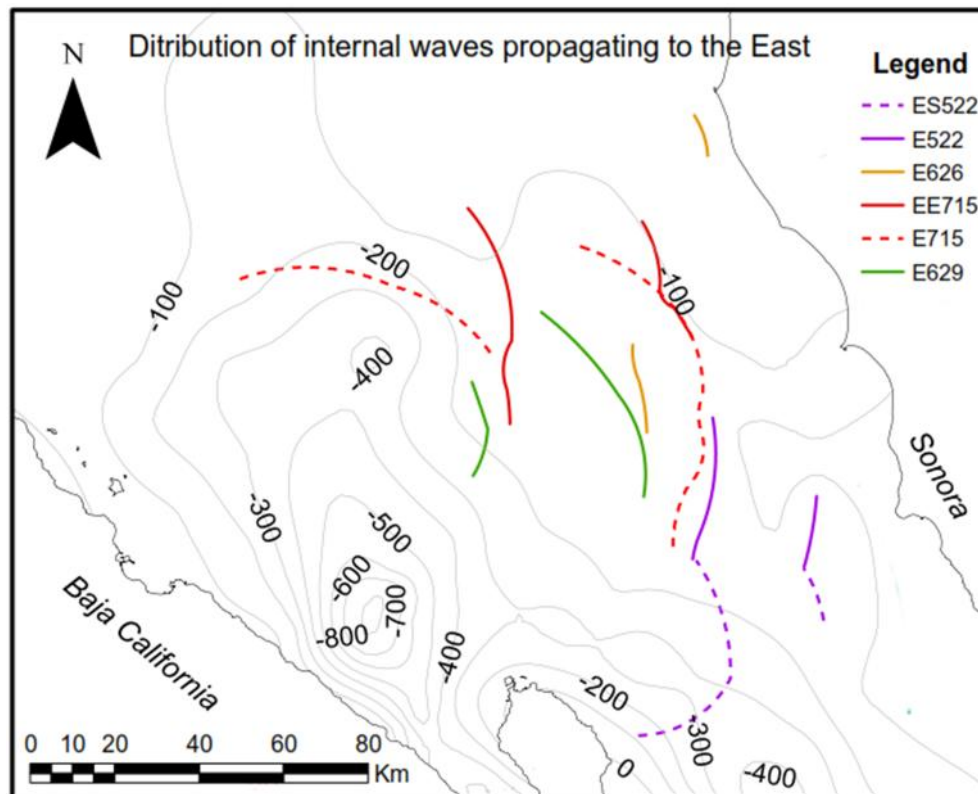 Ditribution of internal waves propagating to the East
N
Legend
ES522
E522
E626
EE715
E715
E629
-200
-100
-100
-400
Sonora
-300
-500
-600
-700
-800
Baja California
-400
-200
-300
0
-400
0 10 20 40 60 80
Km